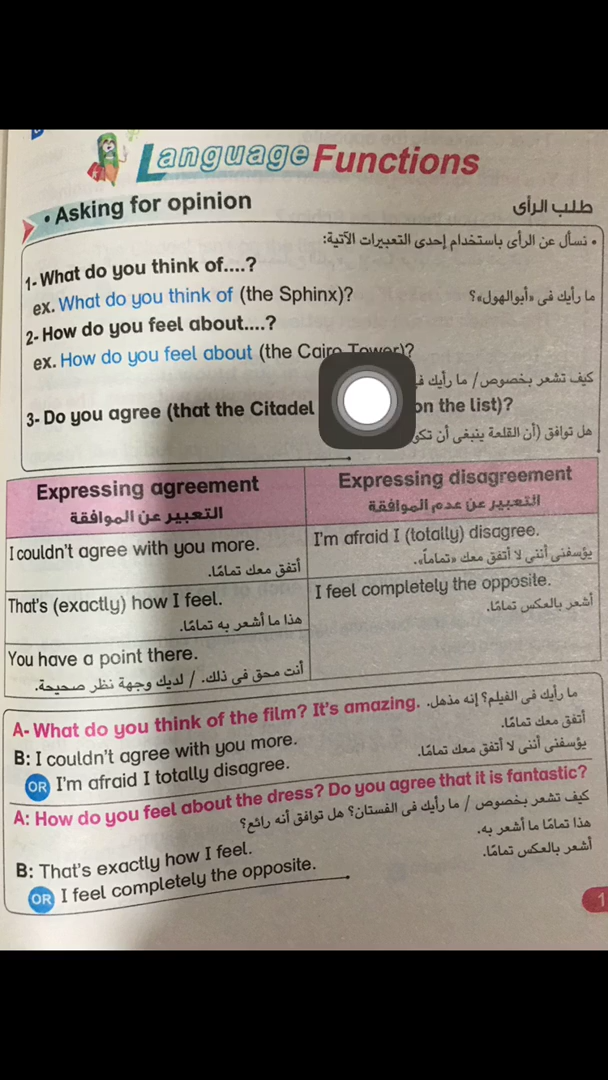 Language Functions
• Asking for opinion
طلب الرأى
• نسأل عن الرأى باستخدام إحدى التعبيرات الآتية:
1- What do you think of....?
ex. What do you think of (the Sphinx)?
ما رأيك فى «أبوالهول»؟
2- How do you feel about....?
ex. How do you feel about (the Cairo Tower)?
كيف تشعر بخصوص/ ما رأيك
3- Do you agree (that the Citadel on the list)?
هل توافق (أن القلعة ينبغى أن
Expressing agreement
التعبير عن الموافقة
Expressing disagreement
التعبير عن عدم الموافقة
I couldn't agree with you more.
أتفق معك تمامًا.
I'm afraid I (totally) disagree.
يؤسفنى أننى لا أتفق معك «تماماً».
That's (exactly) how I feel.
هذا ما أشعر به تمامًا.
I feel completely the opposite.
أشعر بالعكس تمامًا.
You have a point there.
أنت محق فى ذلك. / لديك وجهة نظر صحيحة.
A- What do you think of the film? It's amazing.
ما رأيك فى الفيلم؟ إنه مذهل.
B: I couldn't agree with you more.
أتفق معك تمامًا.
OR I'm afraid I totally disagree.
يؤسفنى أننى لا أتفق معك تمامًا.
A: How do you feel about the dress? Do you agree that it is fantastic?
كيف تشعر بخصوص / ما رأيك فى الفستان؟ هل توافق أنه رائع؟
B: That's exactly how I feel.
هذا تمامًا ما أشعر به.
OR I feel completely the opposite.
أشعر بالعكس تمامًا.
1